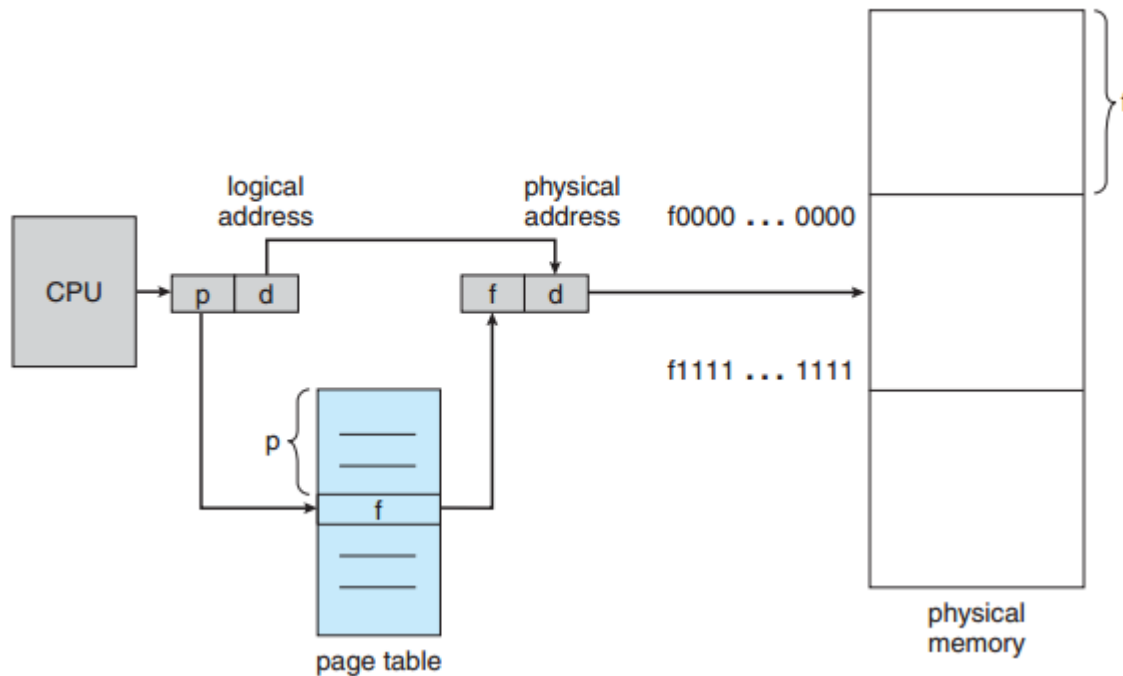 logical
address
physical
address
f0000 ... 0000
CPU
p
d
f
d
f1111 ... 1111
p
f
page table
physical
memory